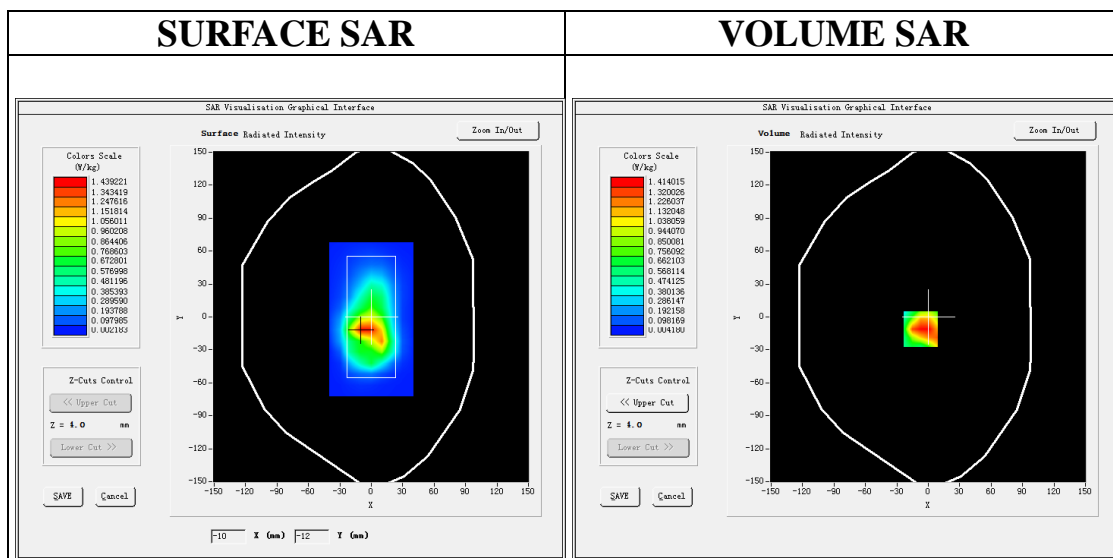 SURFACE SAR
VOLUME SAR
SAR Visualisation Graphical Interface
Surface Radiated Intensity
Zoom In/Out
Colors Scale
(W/kg)
1.439221
1.343419
1.247616
1.151814
1.056011
0.960208
0.864406
0.768603
0.672801
0.576998
0.481196
0.385393
0.289590
0.193788
0.097985
0.002183
150
120
90
60
30
0
-30
-60
-90
-120
-150
Y
-150 -120 -90 -60 -30 0 30 60 90 120 150
X
Z-Cuts Control
<< Upper Cut
Z = 4.0 mm
Lower Cut >>
SAVE Cancel
-10 X (mm) -12 Y (mm)
SAR Visualisation Graphical Interface
Volume Radiated Intensity
Zoom In/Out
Colors Scale
(W/kg)
1.414015
1.320026
1.226037
1.132048
1.038059
0.944070
0.850081
0.756092
0.662103
0.568114
0.474125
0.380136
0.286147
0.192158
0.098169
0.004180
150
120
90
60
30
0
-30
-60
-90
-120
-150
Y
-150 -120 -90 -60 -30 0 30 60 90 120 150
X
Z-Cuts Control
<< Upper Cut
Z = 4.0 mm
Lower Cut >>
SAVE Cancel